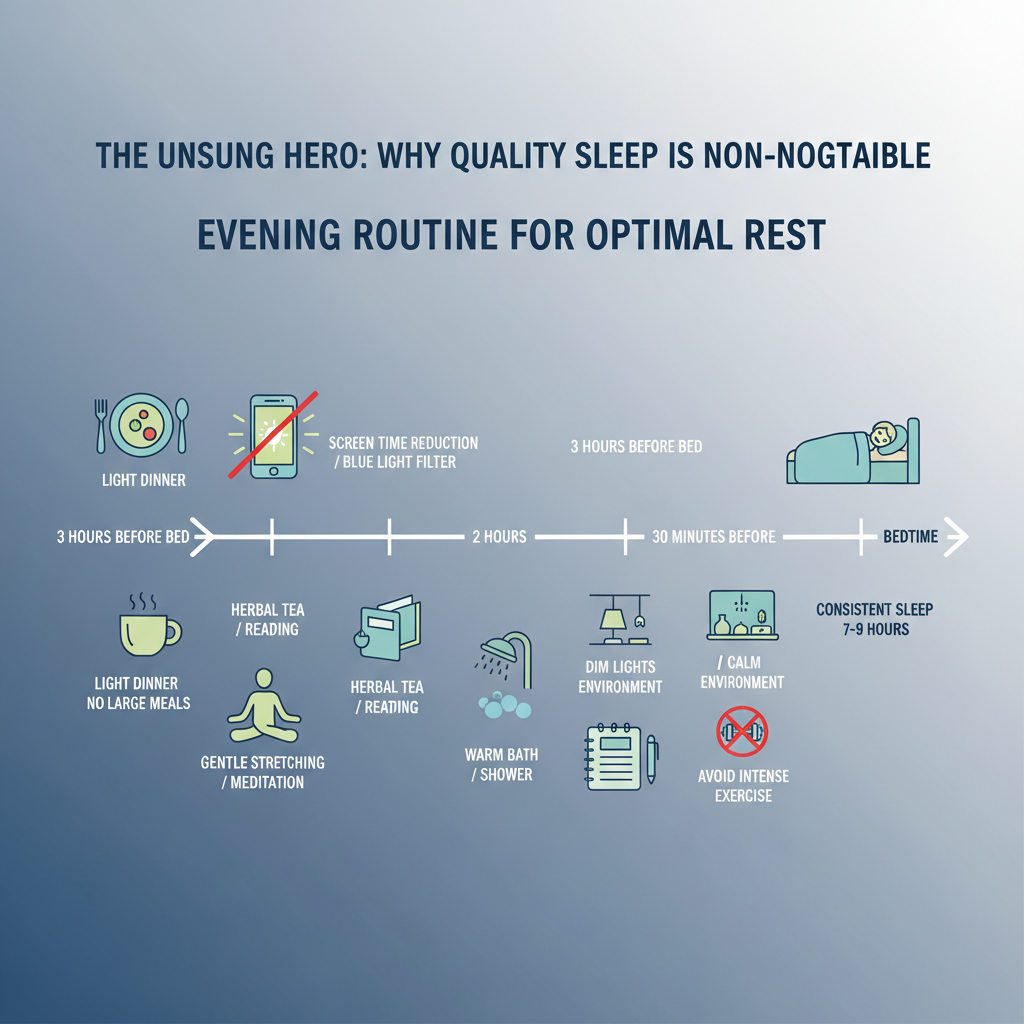 THE UNSUNG HERO: WHY QUALITY SLEEP IS NON-NOGTAIBLE
EVENING ROUTINE FOR OPTIMAL REST
LIGHT DINNER
SCREEN TIME REDUCTION
/ BLUE LIGHT FILTER
3 HOURS BEFORE BED
3 HOURS BEFORE BED
2 HOURS
30 MINUTES BEFORE
BEDTIME
LIGHT DINNER
NO LARGE MEALS
HERBAL TEA
/ READING
GENTLE STRETCHING
/ MEDITATION
HERBAL TEA
/ READING
WARM BATH
/ SHOWER
DIM LIGHTS
ENVIRONMENT
/ CALM
ENVIRONMENT
AVOID INTENSE
EXERCISE
CONSISTENT SLEEP
7-9 HOURS